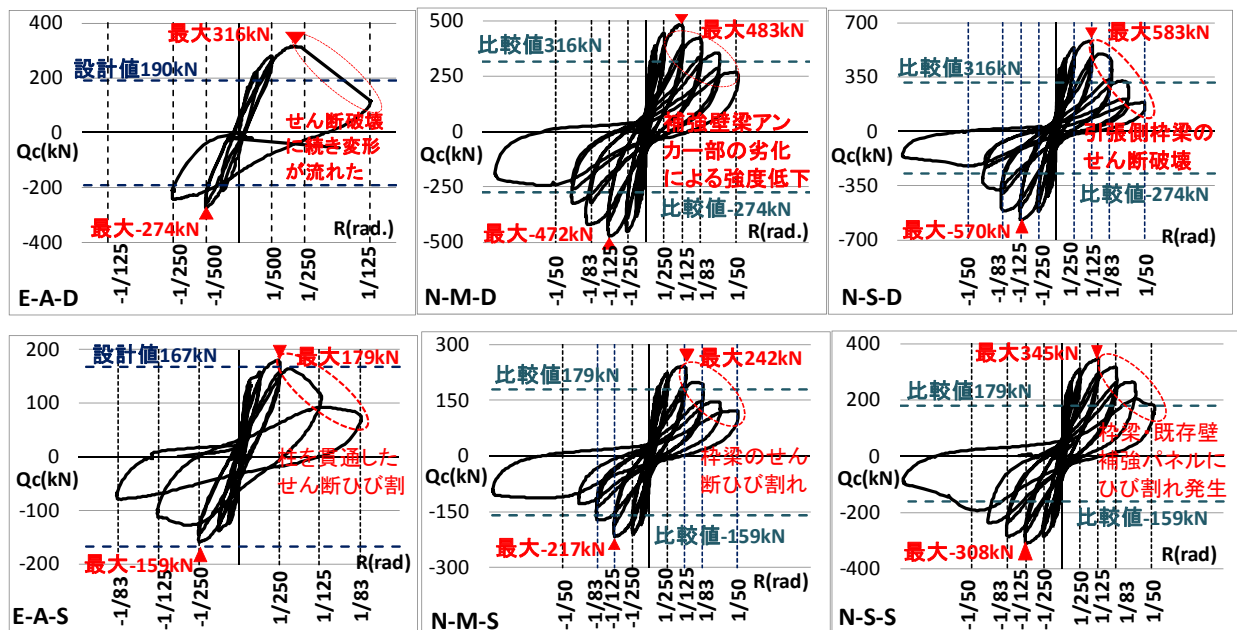 400
最大316kN
設計値190kN
200
0
Qc(kN)
せん断破壊
に続き変形
が流れた
-200
最大-274kN
R(rad.)
-400
-1/125
-1/250
-1/500
1/500
1/250
1/125
E-A-D
500
最大483kN
比較値316kN
250
0
Qc(kN)
補強壁梁アン
カ一部の劣化
による強度低下
-250
比較値-274kN
最大-472kN
R(rad.)
-500
-1/50
-1/83
-1/125
-1/250
1/250
1/125
1/83
1/50
N-M-D
700
最大583kN
比較値316kN
350
0
Qc(kN)
引張側枠梁の
せん断破壊
-350
比較値-274kN
最大-570kN
R(rad)
-700
-1/50
-1/83
-1/125
-1/250
1/250
1/125
1/83
1/50
N-S-D
200
設計値167kN
最大179kN
100
0
Qc(kN)
柱を貫通した
せん断ひび割
-100
最大-159kN
R(rad)
-200
-1/83
-1/125
-1/250
1/250
1/125
1/83
E-A-S
300
最大242kN
比較値179kN
150
0
Qc(kN)
枠梁のせん
断ひび割れ
-150
比較値-159kN
最大-217kN
R(rad)
-300
-1/50
-1/83
-1/125
-1/250
1/250
1/125
1/83
1/50
N-M-S
400
最大345kN
比較値179kN
200
0
Qc(kN)
枠梁・既存壁
補強パネルに
ひび割れ発生
-200
比較値-159kN
最大-308kN
R(rad)
-400
-1/50
-1/83
-1/125
-1/250
1/250
1/125
1/83
1/50
N-S-S